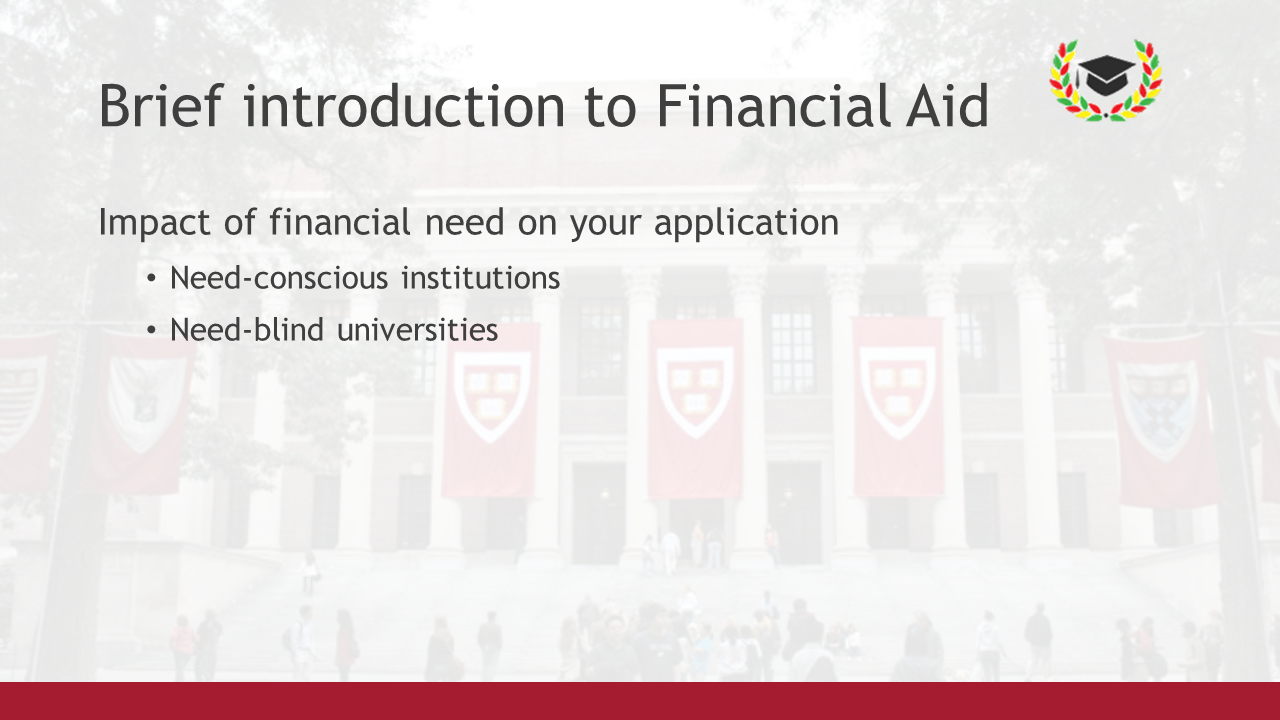 Brief introduction to Financial Aid
Impact of financial need on your application
• Need-conscious institutions
• Need-blind universities